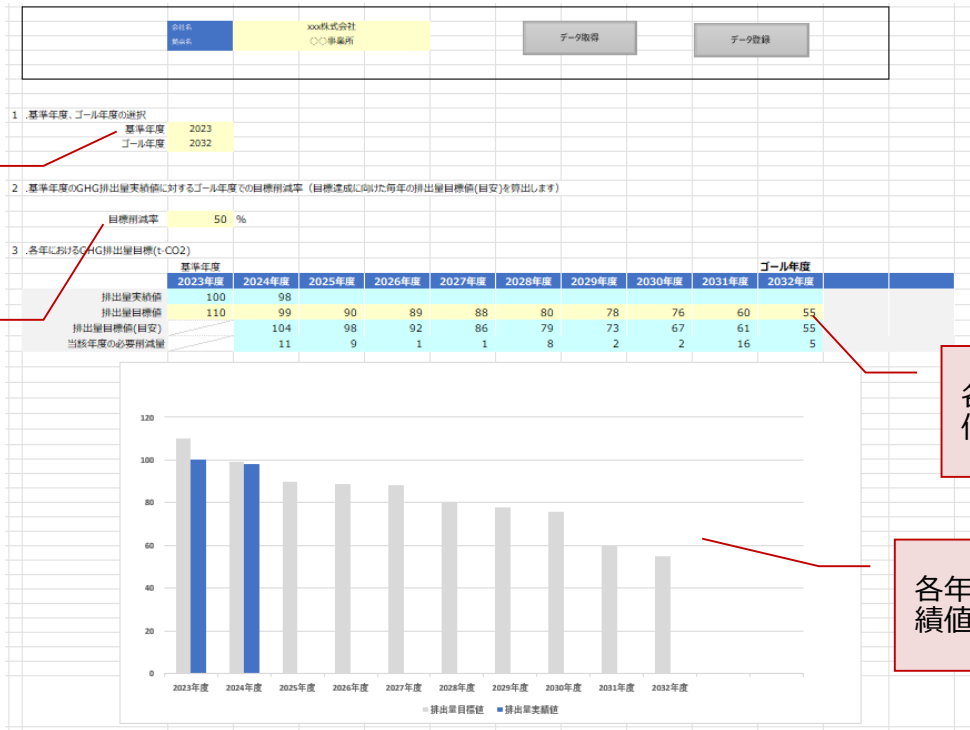 会社名 xxx株式会社
拠点名 〇〇事業所
データ取得
データ登録
1 .基準年度、ゴール年度の選択
基準年度 2023
ゴール年度 2032
2 .基準年度のGHG排出量実績値に対するゴール年度での目標削減率（目標達成に向けた毎年の排出量目標値(目安)を算出します）
目標削減率 50 %
3 .各年におけるGHG排出量目標(t-CO2)
基準年度 ゴール年度
2023年度 2024年度 2025年度 2026年度 2027年度 2028年度 2029年度 2030年度 2031年度 2032年度
排出量実績値 100 98
排出量目標値 110 99 90 89 88 80 78 76 60 55
排出量目標値(目安) 104 98 92 86 79 73 67 61 55
当該年度の必要削減量 11 9 1 1 8 2 2 16 5
120
100
80
60
40
20
0
2023年度 2024年度 2025年度 2026年度 2027年度 2028年度 2029年度 2030年度 2031年度 2032年度
排出量目標値 排出量実績値
各年
績値